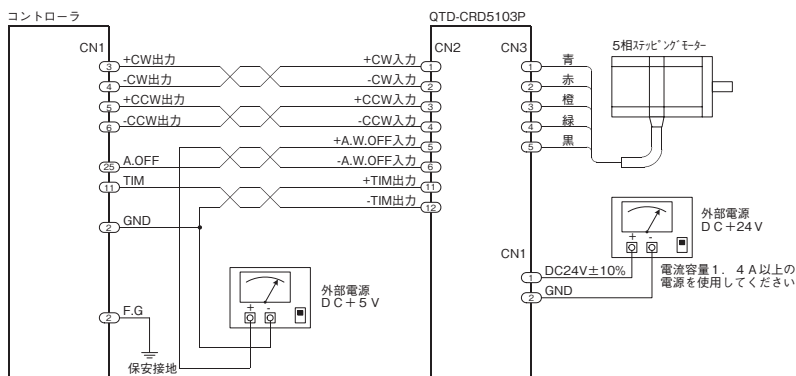 コントローラ
QTD-CRD5103P
CN1
CN2
CN3
5相ステッピングモーター
3 +CW出力
+CW入力 1
1 青
4 -CW出力
-CW入力 2
2 赤
5 +CCW出力
+CCW入力 3
3 橙
6 -CCW出力
-CCW入力 4
4 緑
+A.W.OFF入力 5
5 黒
25 A.OFF
-A.W.OFF入力 6
11 TIM
+TIM出力 11
-TIM出力 12
2 GND
外部電源
DC+24V
+ -
CN1
1 DC24V±10%
電流容量1.4A以上の
電源を使用してください
2 GND
外部電源
DC+5V
+ -
2 F.G
保安接地